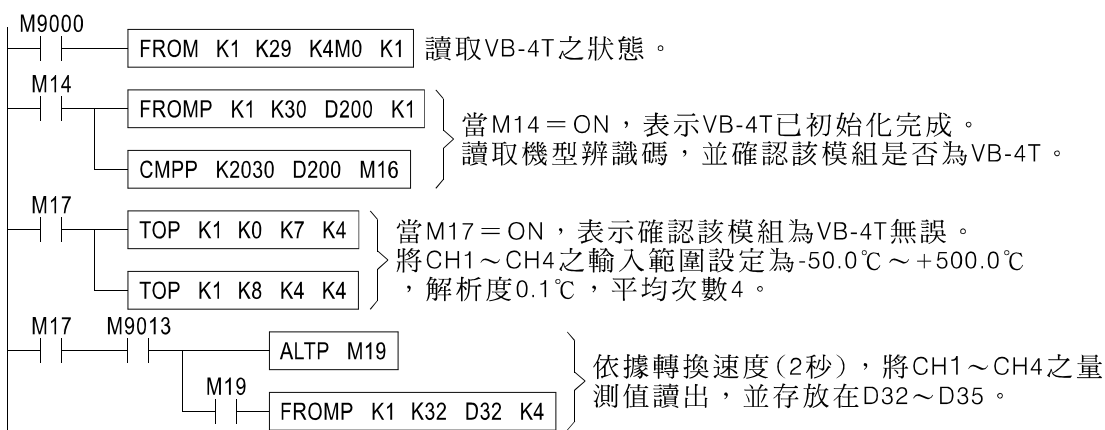 M9000
FROM K1 K29 K4M0 K1 讀取VB-4T之狀態。
M14
FROMP K1 K30 D200 K1
當M14＝ON，表示VB-4T已初始化完成。
讀取機型辨識碼，並確認該模組是否為VB-4T。
CMPP K2030 D200 M16
M17
TOP K1 K0 K7 K4
當M17＝ON，表示確認該模組為VB-4T無誤。
將CH1～CH4之輸入範圍設定為-50.0℃～+500.0℃
，解析度0.1℃，平均次數4。
TOP K1 K8 K4 K4
M17 M9013
ALTP M19
依據轉換速度(2秒)，將CH1～CH4之量
測值讀出，並存放在D32～D35。
M19
FROMP K1 K32 D32 K4